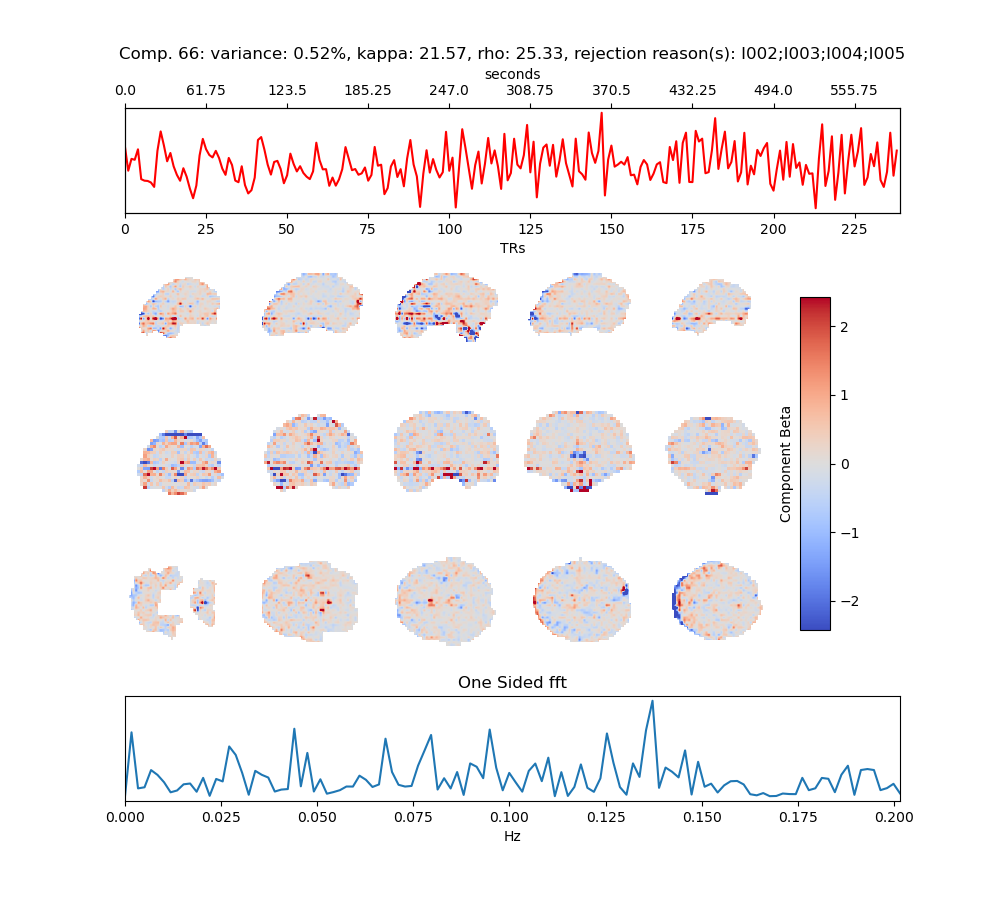 Comp. 66: variance: 0.52%, kappa: 21.57, rho: 25.33, rejection reason(s): I002;I003;I004;I005
seconds
0.0 61.75 123.5 185.25 247.0 308.75 370.5 432.25 494.0 555.75
0 25 50 75 100 125 150 175 200 225
TRs
2
1
0
−1
−2
Component Beta
One Sided fft
0.000 0.025 0.050 0.075 0.100 0.125 0.150 0.175 0.200
Hz